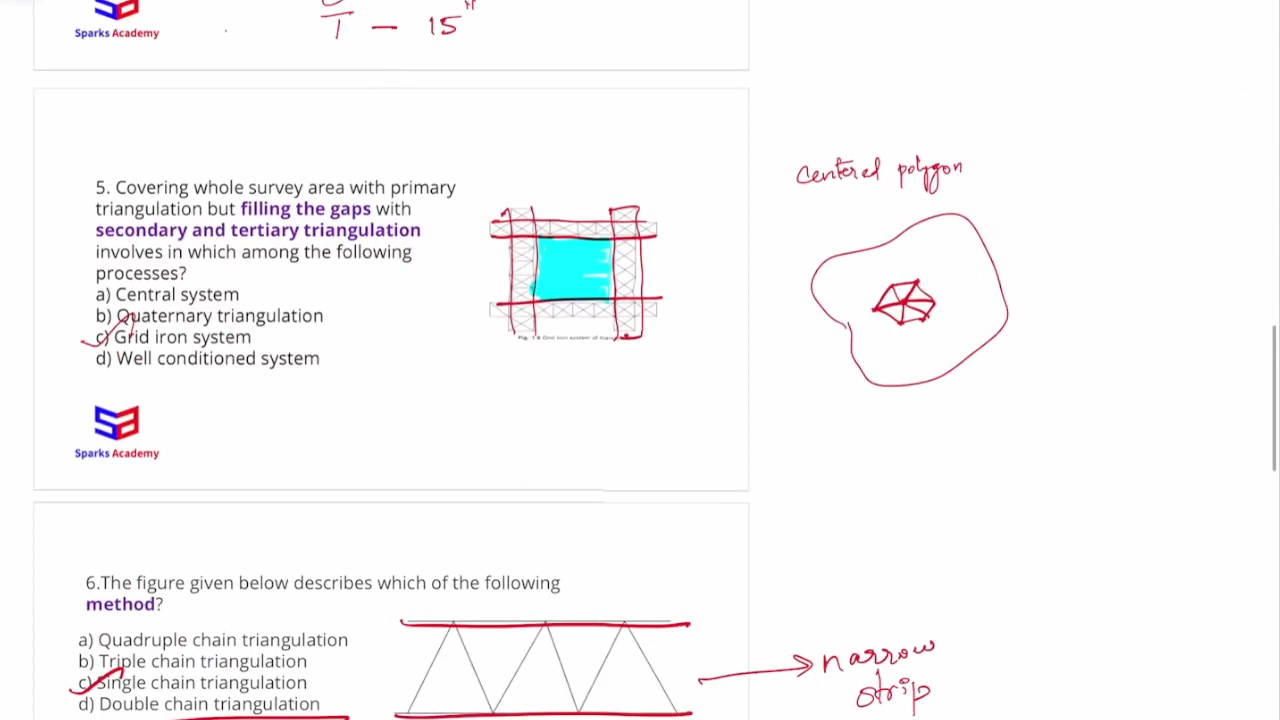 Sparks Academy
T - 15"
5. Covering whole survey area with primary
triangulation but filling the gaps with
secondary and tertiary triangulation
involves in which among the following
processes?
a) Central system
b) Quaternary triangulation
c) Grid iron system
d) Well conditioned system
Centered polygon
Sparks Academy
6.The figure given below describes which of the following
method?
a) Quadruple chain triangulation
b) Triple chain triangulation
c) Single chain triangulation
d) Double chain triangulation
narrow
strip